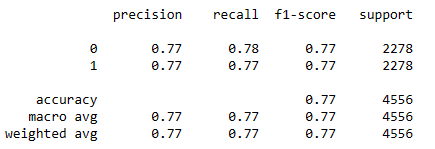 precision recall f1-score support
0 0.77 0.78 0.77 2278
1 0.77 0.77 0.77 2278
accuracy 0.77 4556
macro avg 0.77 0.77 0.77 4556
weighted avg 0.77 0.77 0.77 4556